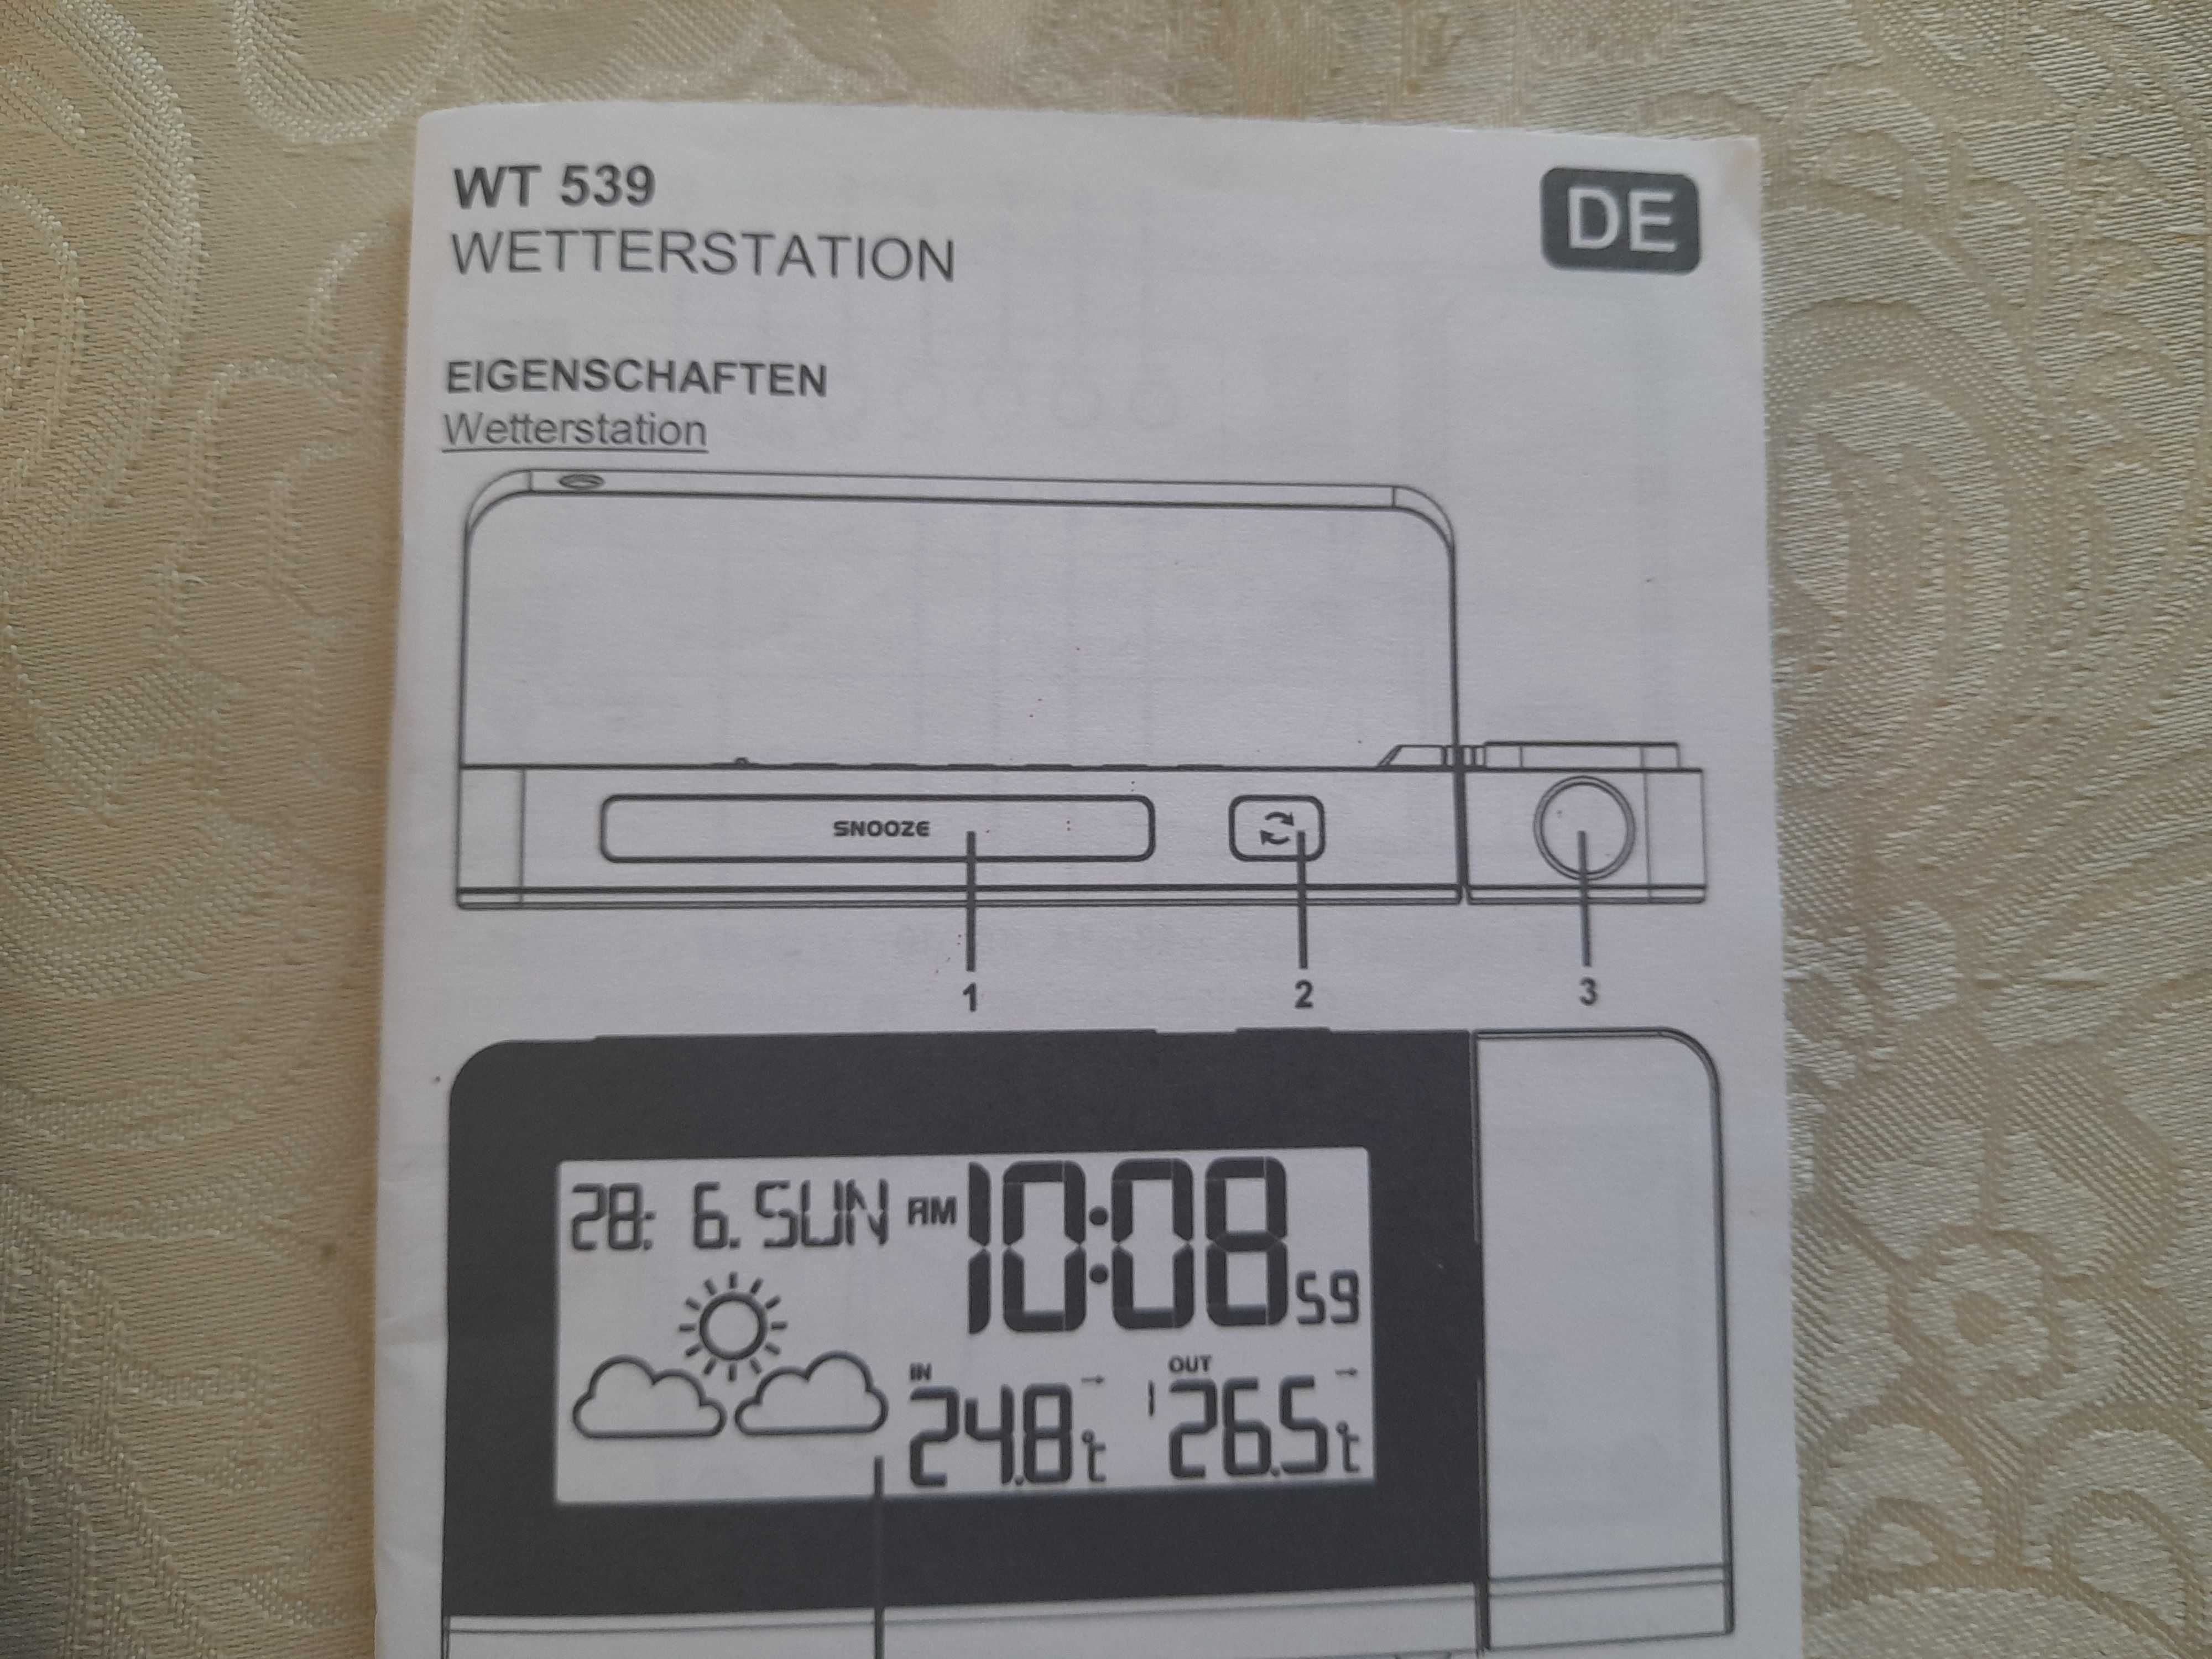 WT 539
DE
WETTERSTATION
EIGENSCHAFTEN
Wetterstation
SNOOZE
1 2 3
28: 6. SUN AM 10:08 59
IN OUT
24.8℃ 26.5℃